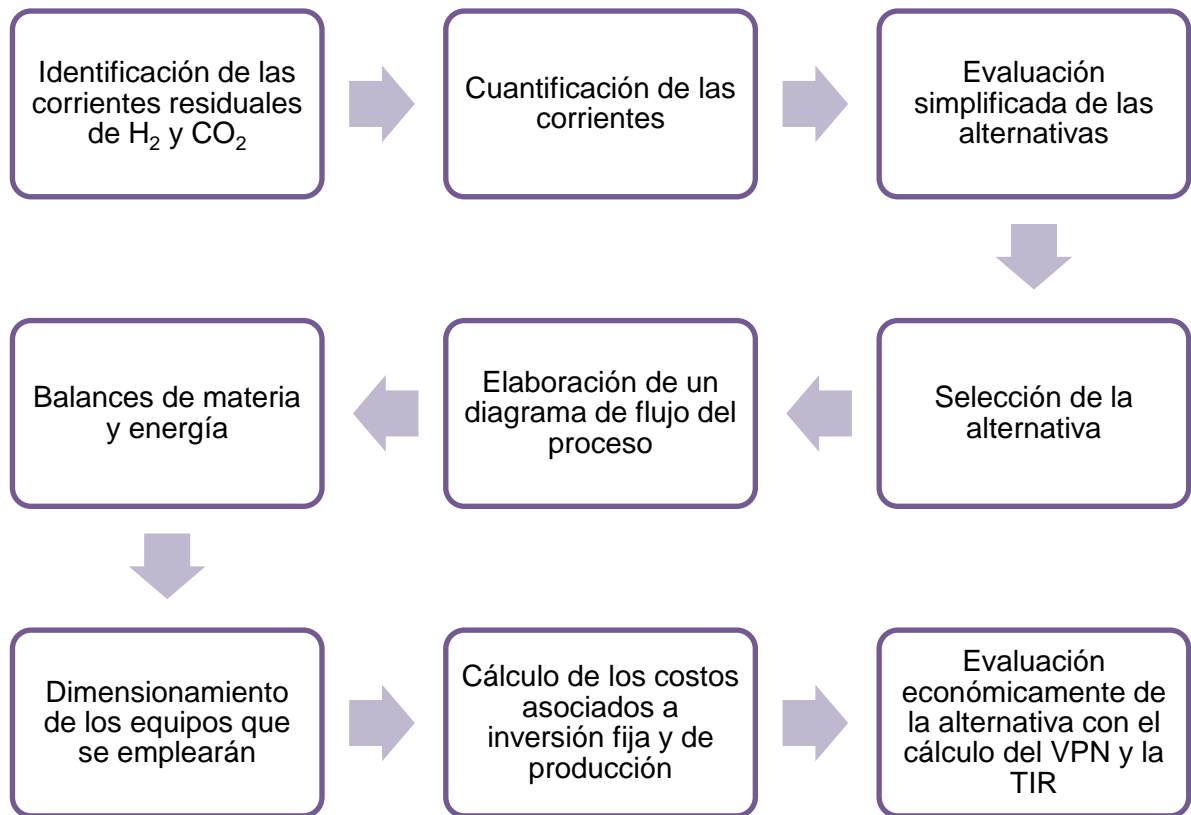 Identificación de las
corrientes residuales
de H₂ y CO₂
Cuantificación de las
corrientes
Evaluación
simplificada de las
alternativas
Selección de la
alternativa
Elaboración de un
diagrama de flujo del
proceso
Balances de materia
y energía
Dimensionamiento
de los equipos que
se emplearán
Cálculo de los costos
asociados a
inversión fija y de
producción
Evaluación
económicamente de
la alternativa con el
cálculo del VPN y la
TIR